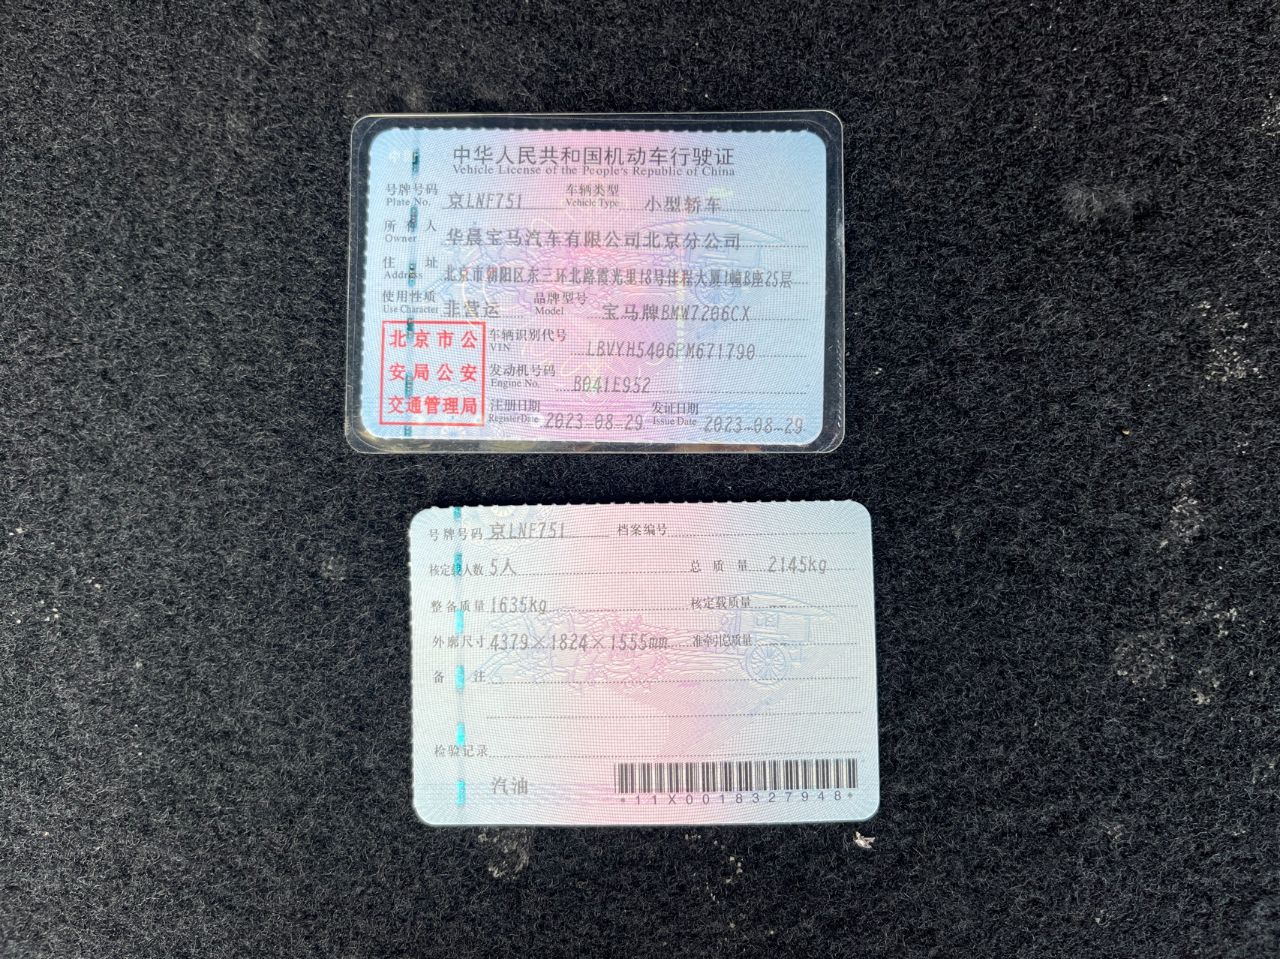 中华人民共和国机动车行驶证
Vehicle License of the People's Republic of China
号牌号码 京LNF751 车辆类型 小型轿车
Plate No. Vehicle Type
所有人 华晨宝马汽车有限公司北京分公司
Owner
住址 北京市朝阳区东三环北路霞光里18号佳程大厦1幢B座25层
Address
使用性质 非营运 品牌型号 宝马牌BMW7206CX
Use Character Model
北京市公
安局公安
交通管理局
车辆识别代号 LBVYH5406PM671790
VIN
发动机号码 B041E952
Engine No.
注册日期 2023-08-29 发证日期 2023-08-29
Register Date Issue Date
号牌号码 京LNF751 档案编号
核定载人数 5人 总质量 2145kg
整备质量 1635kg 核定载质量 --
外廓尺寸 4379×1824×1555mm 准牵引总质量 --
备注
检验记录
汽油
*11X0018327948*